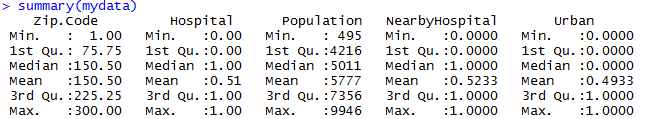 > summary(mydata)
    Zip.Code         Hospital      Population   NearbyHospital       Urban       
 Min.   :  1.00   Min.   :0.00   Min.   : 495   Min.   :0.0000   Min.   :0.0000  
 1st Qu.: 75.75   1st Qu.:0.00   1st Qu.:4216   1st Qu.:0.0000   1st Qu.:0.0000  
 Median :150.50   Median :1.00   Median :5011   Median :1.0000   Median :0.0000  
 Mean   :150.50   Mean   :0.51   Mean   :5777   Mean   :0.5233   Mean   :0.4933  
 3rd Qu.:225.25   3rd Qu.:1.00   3rd Qu.:7356   3rd Qu.:1.0000   3rd Qu.:1.0000  
 Max.   :300.00   Max.   :1.00   Max.   :9946   Max.   :1.0000   Max.   :1.0000